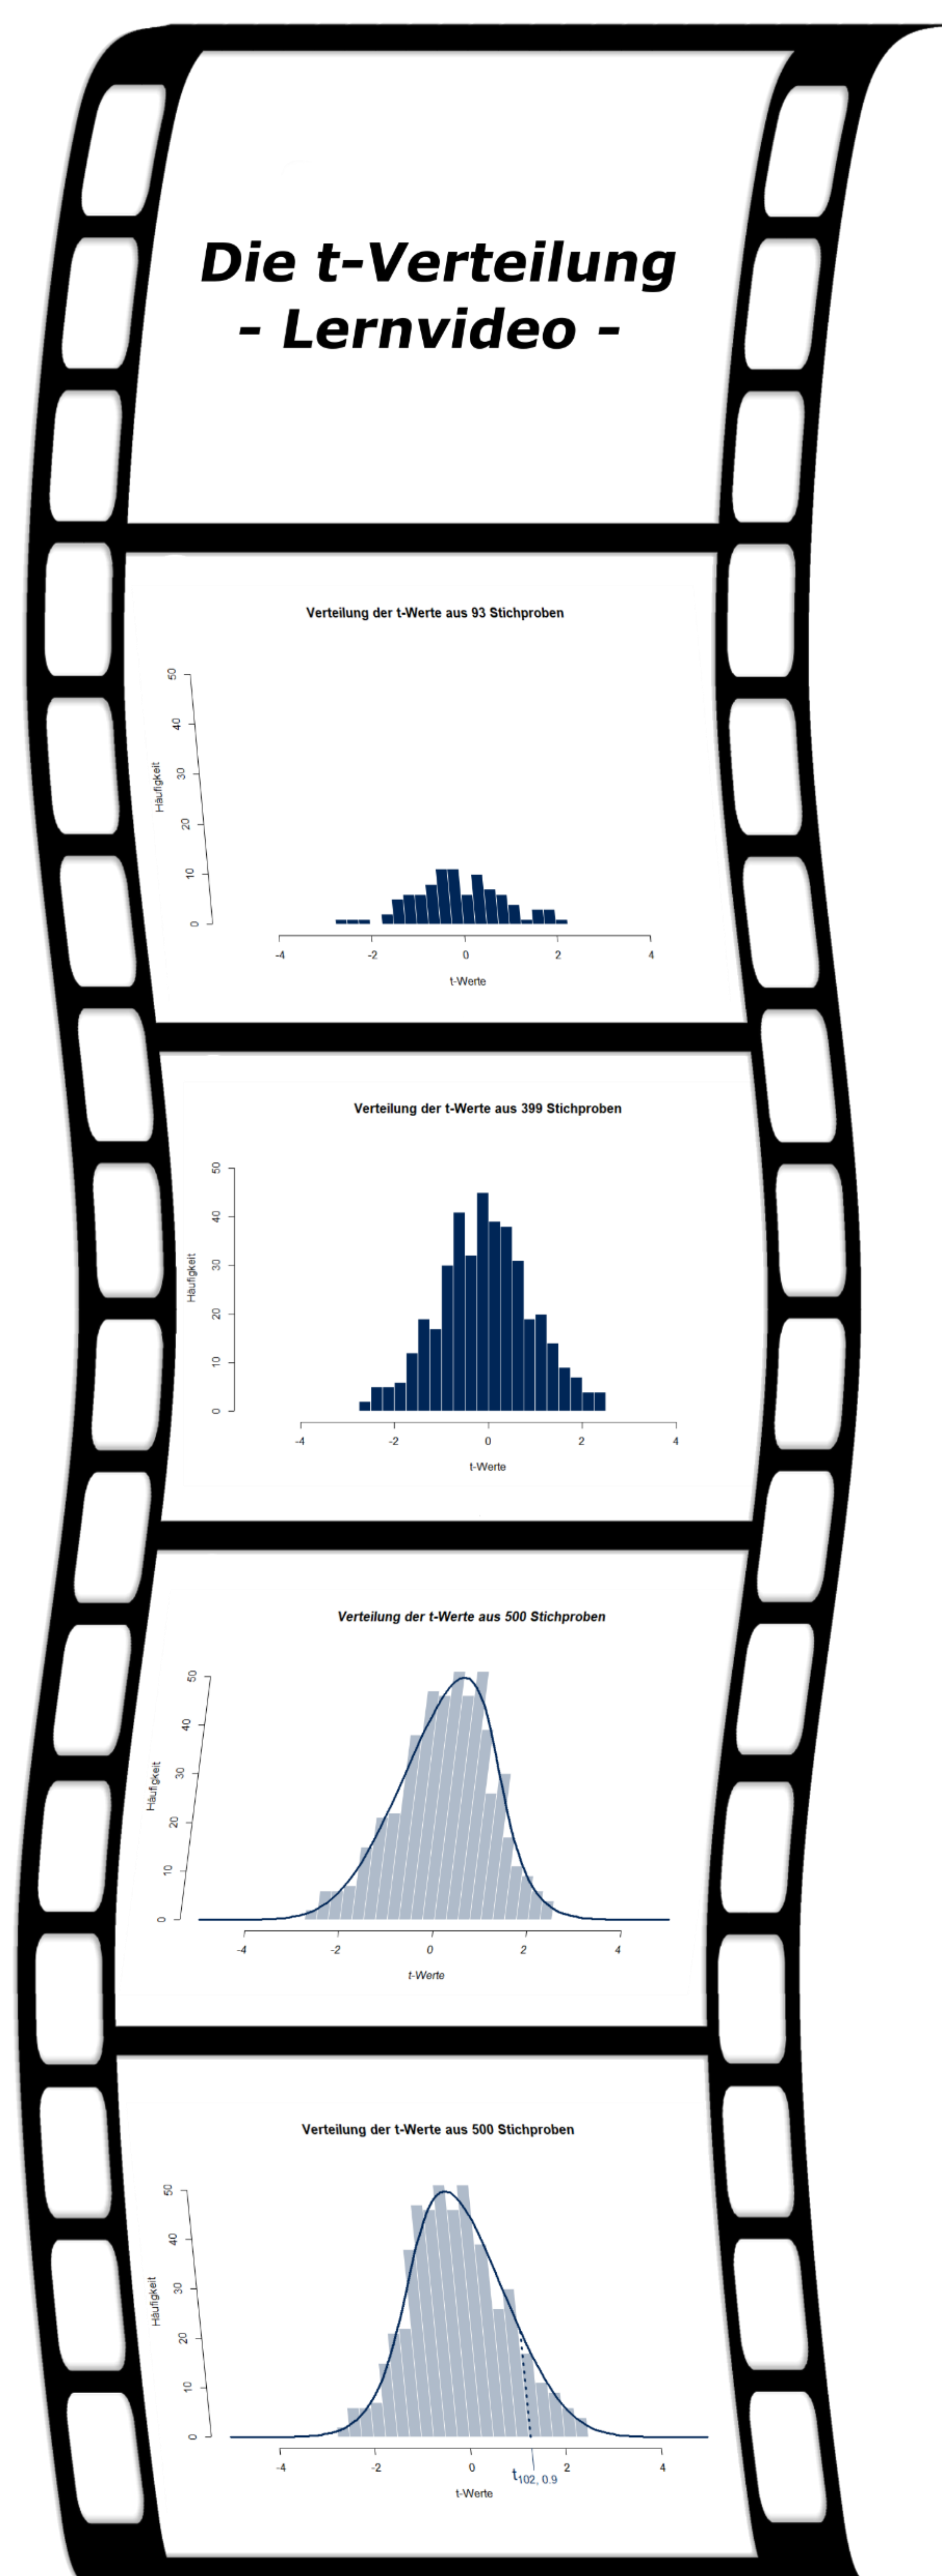 Die t-Verteilung
- Lernvideo -
Verteilung der t-Werte aus 93 Stichproben
50
40
30
20
10
0
Häufigkeit
-4 -2 0 2 4
t-Werte
Verteilung der t-Werte aus 399 Stichproben
50
40
30
20
10
0
Häufigkeit
-4 -2 0 2 4
t-Werte
Verteilung der t-Werte aus 500 Stichproben
50
40
30
20
10
0
Häufigkeit
-4 -2 0 2 4
t-Werte
Verteilung der t-Werte aus 500 Stichproben
50
40
30
20
10
0
Häufigkeit
-4 -2 0 2 4
t102, 0.9
t-Werte